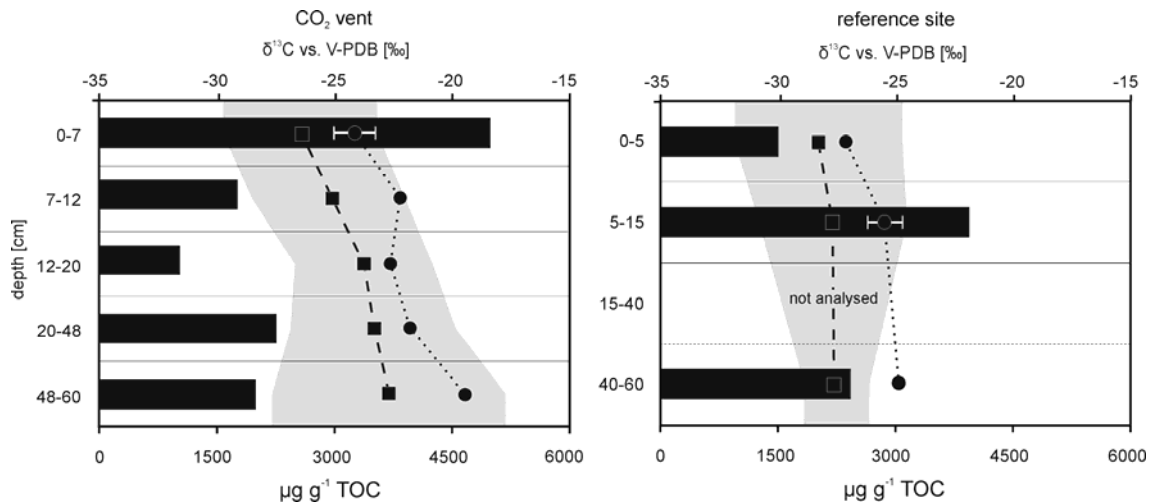 CO₂ vent
δ¹³C vs. V-PDB [‰]
-35 -30 -25 -20 -15
depth [cm]
0-7
7-12
12-20
20-48
48-60
0 1500 3000 4500 6000
µg g⁻¹ TOC
reference site
δ¹³C vs. V-PDB [‰]
-35 -30 -25 -20 -15
0-5
5-15
15-40
not analysed
40-60
0 1500 3000 4500 6000
µg g⁻¹ TOC